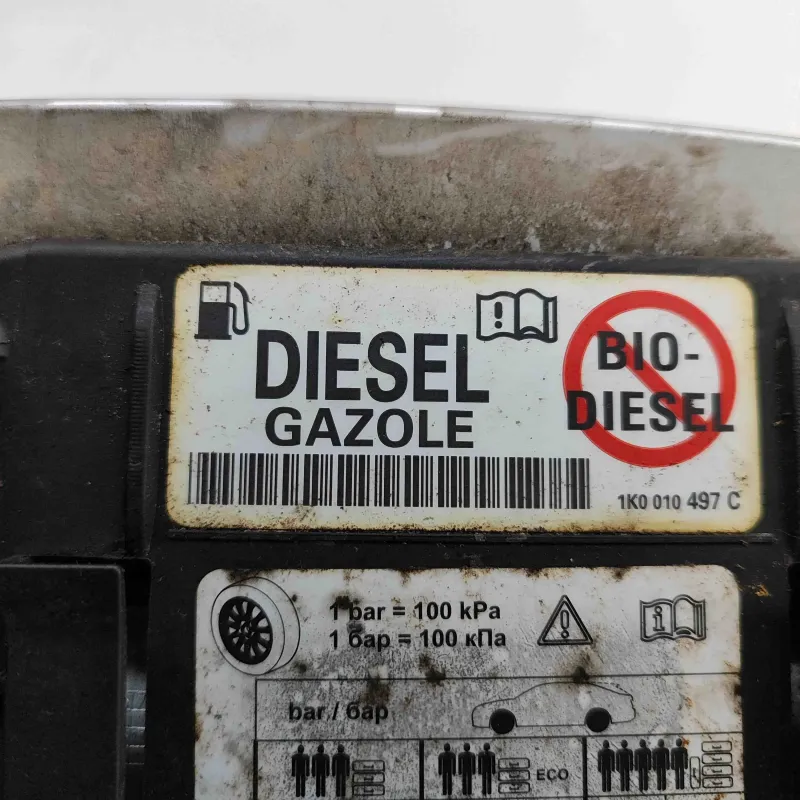 DIESEL
GAZOLE
BIO-
DIESEL
1K0 010 497 C
1 bar = 100 kPa
1 бар = 100 кПа
bar / бар
ECO